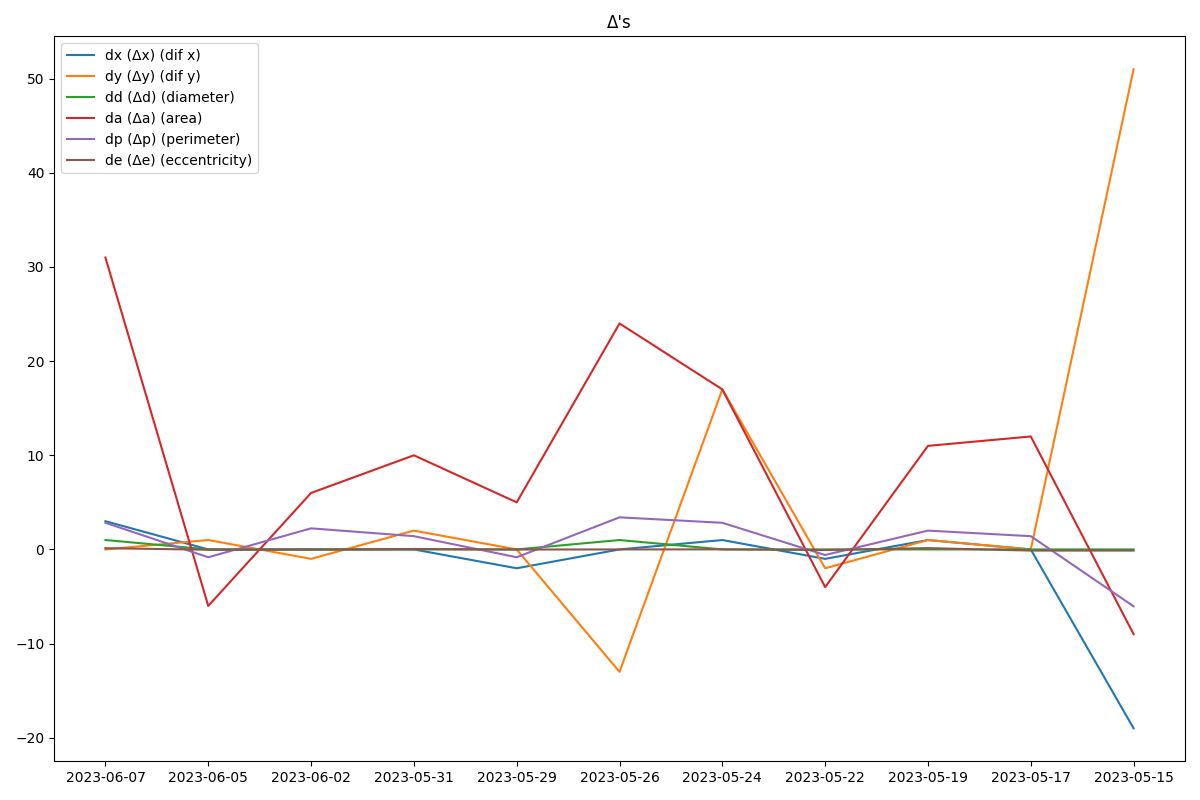 Δ's
dx (Δx) (dif x)
dy (Δy) (dif y)
dd (Δd) (diameter)
da (Δa) (area)
dp (Δp) (perimeter)
de (Δe) (eccentricity)
50
40
30
20
10
0
−10
−20
2023-06-07 2023-06-05 2023-06-02 2023-05-31 2023-05-29 2023-05-26 2023-05-24 2023-05-22 2023-05-19 2023-05-17 2023-05-15